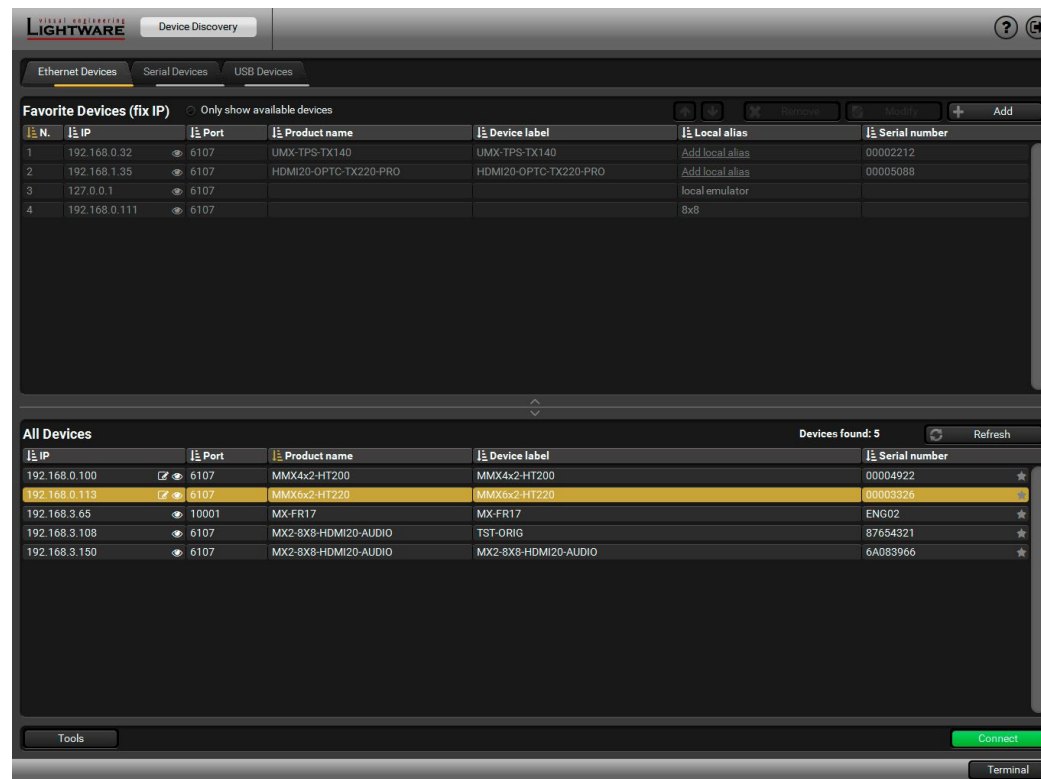 visual engineering
LIGHTWARE
Device Discovery
?
Ethernet Devices Serial Devices USB Devices
Favorite Devices (fix IP) Only show available devices Remove Modify Add
N. IP Port Product name Device label Local alias Serial number
1 192.168.0.32 6107 UMX-TPS-TX140 UMX-TPS-TX140 Add local alias 00002212
2 192.168.1.35 6107 HDMI20-OPTC-TX220-PRO HDMI20-OPTC-TX220-PRO Add local alias 00005088
3 127.0.0.1 6107 local emulator
4 192.168.0.111 6107 8x8
All Devices Devices found: 5 Refresh
IP Port Product name Device label Serial number
192.168.0.100 6107 MMX4x2-HT200 MMX4x2-HT200 00004922
192.168.0.113 6107 MMX6x2-HT220 MMX6x2-HT220 00003326
192.168.3.65 10001 MX-FR17 MX-FR17 ENG02
192.168.3.108 6107 MX2-8X8-HDMI20-AUDIO TST-ORIG 87654321
192.168.3.150 6107 MX2-8X8-HDMI20-AUDIO MX2-8X8-HDMI20-AUDIO 6A083966
Tools Connect
Terminal